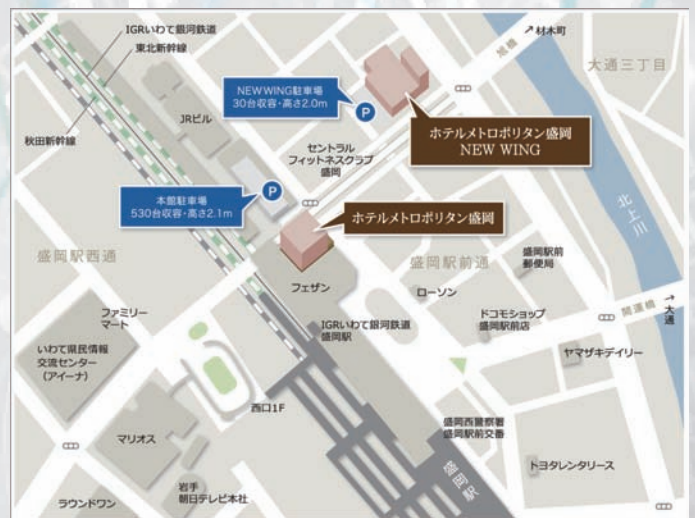 IGRいわて銀河鉄道
東北新幹線
秋田新幹線
JRビル
NEW WING駐車場
30台収容・高さ2.0m
P
旭橋
↗材木町
大通三丁目
ホテルメトロポリタン盛岡
NEW WING
セントラル
フィットネスクラブ
盛岡
本館駐車場
530台収容・高さ2.1m
P
ホテルメトロポリタン盛岡
北上川
盛岡駅西通
盛岡駅前通
盛岡駅前
郵便局
フェザン
ローソン
ファミリー
マート
IGRいわて銀河鉄道
盛岡駅
ドコモショップ
盛岡駅前店
開運橋
→大通
いわて県民情報
交流センター
(アイーナ)
ヤマザキデイリー
西口1F
マリオス
盛岡西警察署
盛岡駅前交番
盛岡駅
トヨタレンタリース
岩手
朝日テレビ本社
ラウンドワン